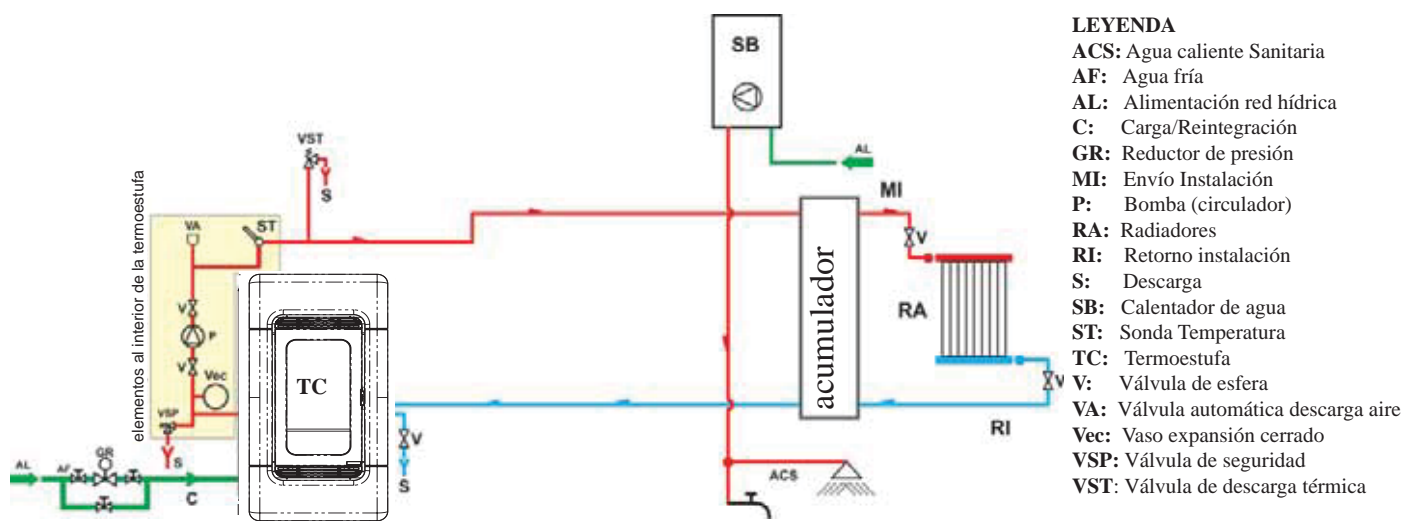 SB
VST
AL
S
MI
elementos al interior de la termoestufa
VA
ST
V
V
P
RA
acumulador
V
Vec
TC
V
VSP
V
RI
S
GR
AL
AF
S
C
ACS
LEYENDA
ACS: Agua caliente Sanitaria
AF: Agua fría
AL: Alimentación red hídrica
C: Carga/Reintegración
GR: Reductor de presión
MI: Envío Instalación
P: Bomba (circulador)
RA: Radiadores
RI: Retorno instalación
S: Descarga
SB: Calentador de agua
ST: Sonda Temperatura
TC: Termoestufa
V: Válvula de esfera
VA: Válvula automática descarga aire
Vec: Vaso expansión cerrado
VSP: Válvula de seguridad
VST: Válvula de descarga térmica